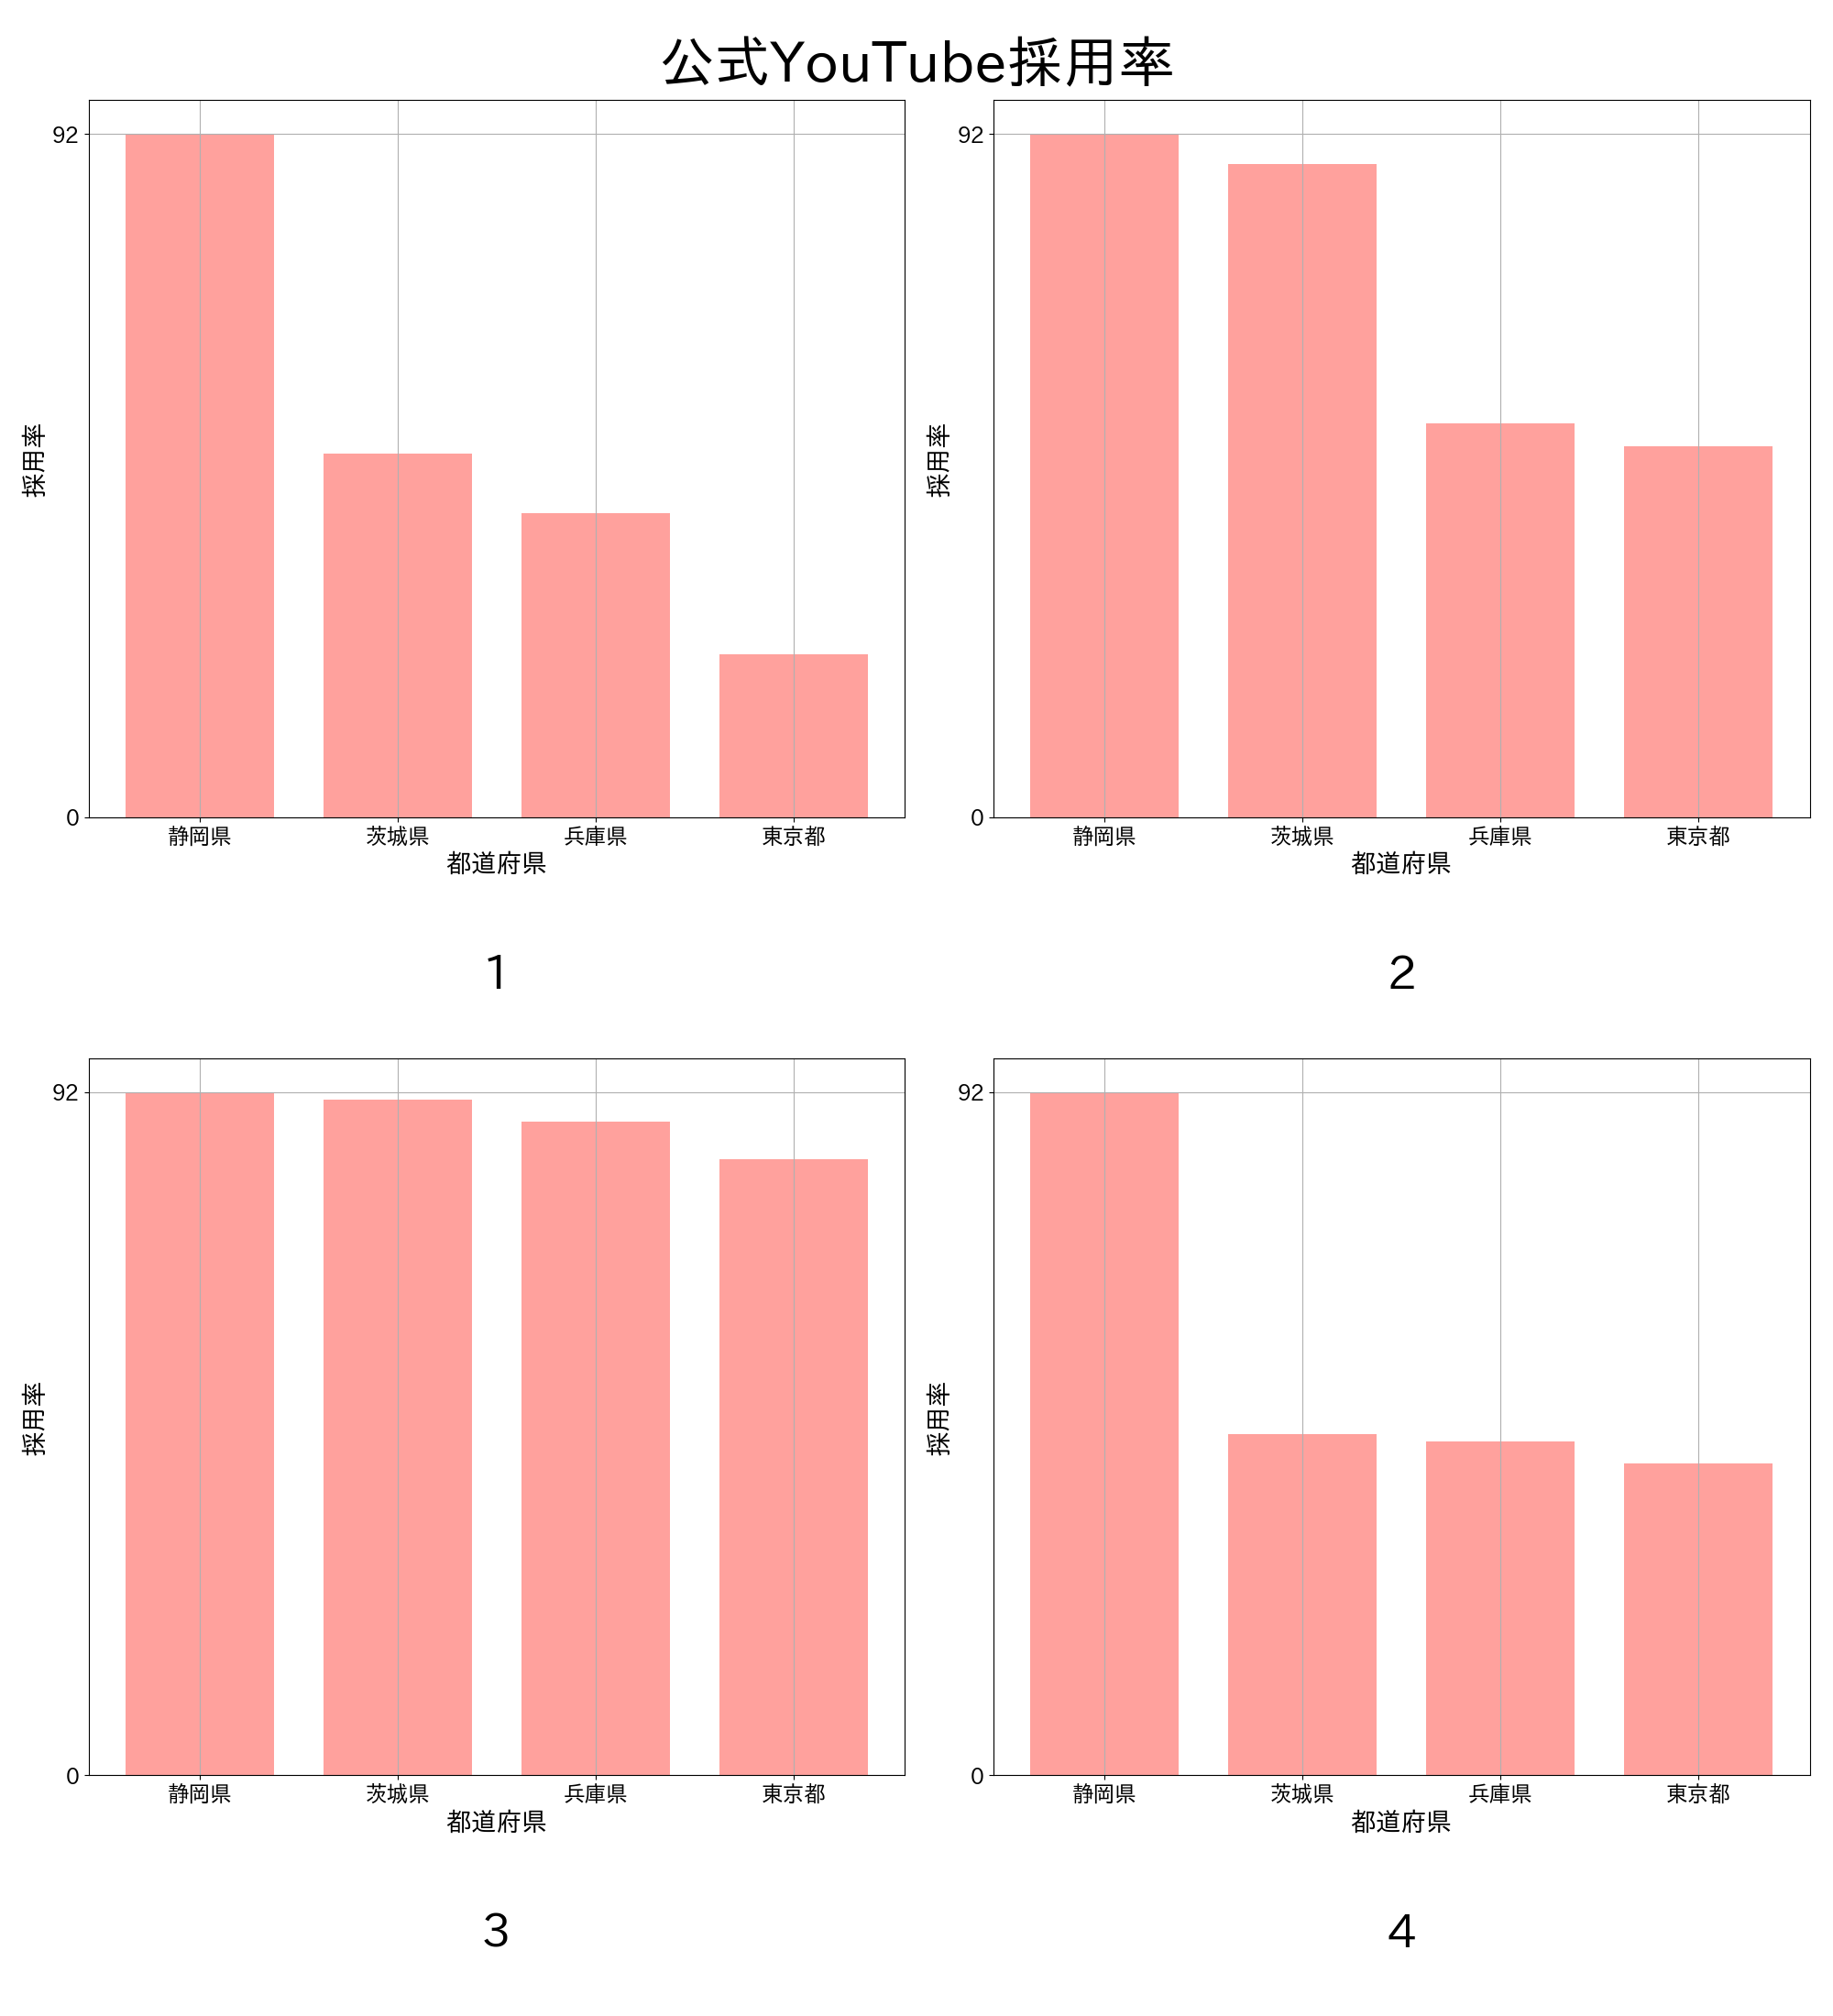 公式YouTube採用率
92
0
採用率
静岡県 茨城県 兵庫県 東京都
都道府県
1
92
0
採用率
静岡県 茨城県 兵庫県 東京都
都道府県
2
92
0
採用率
静岡県 茨城県 兵庫県 東京都
都道府県
3
92
0
採用率
静岡県 茨城県 兵庫県 東京都
都道府県
4